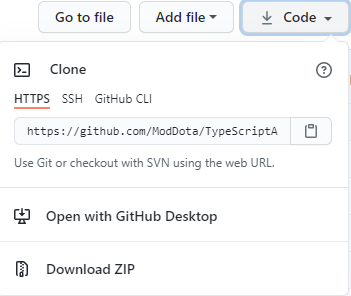 Go to file Add file Code
Clone
HTTPS SSH GitHub CLI
https://github.com/ModDota/TypeScriptA
Use Git or checkout with SVN using the web URL.
Open with GitHub Desktop
Download ZIP